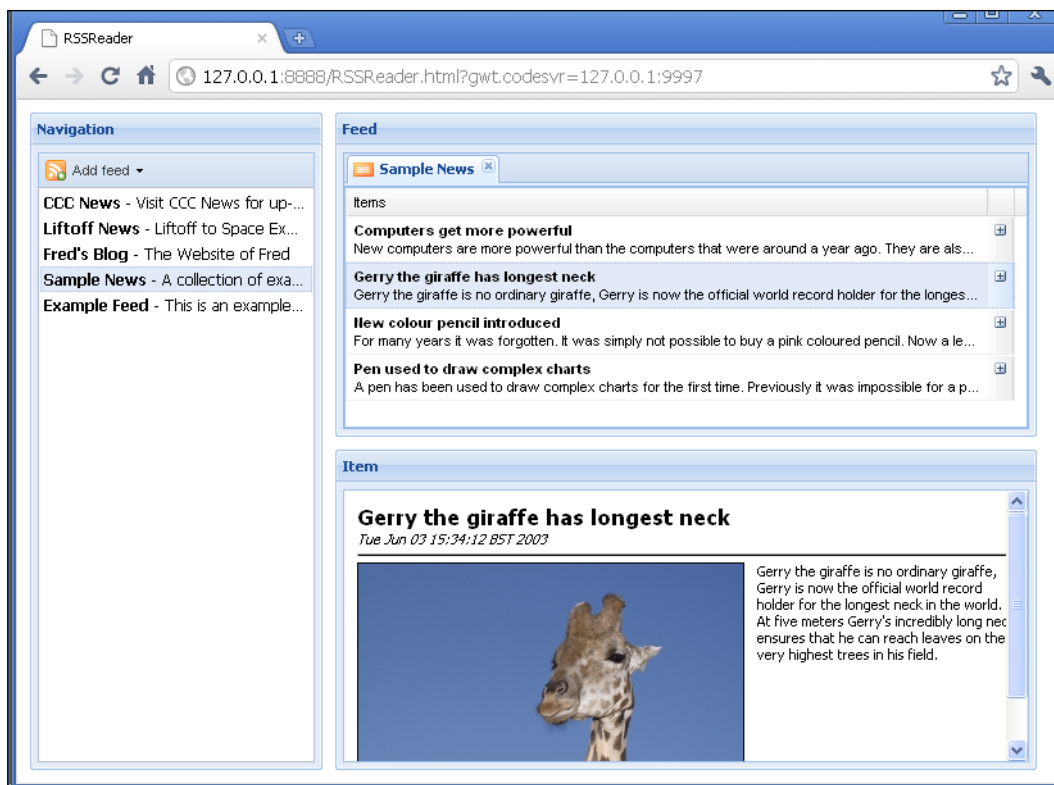 RSSReader
127.0.0.1:8888/RSSReader.html?gwt.codesvr=127.0.0.1:9997
Navigation
Add feed
CCC News - Visit CCC News for up-...
Liftoff News - Liftoff to Space Ex...
Fred's Blog - The Website of Fred
Sample News - A collection of exa...
Example Feed - This is an example...
Feed
RSS Sample News
Items
Computers get more powerful
New computers are more powerful than the computers that were around a year ago. They are als...
Gerry the giraffe has longest neck
Gerry the giraffe is no ordinary giraffe, Gerry is now the official world record holder for the longes...
New colour pencil introduced
For many years it was forgotten. It was simply not possible to buy a pink coloured pencil. Now a le...
Pen used to draw complex charts
A pen has been used to draw complex charts for the first time. Previously it was impossible for a p...
Item
Gerry the giraffe has longest neck
Tue Jun 03 15:34:12 BST 2003
Gerry the giraffe is no ordinary giraffe,
Gerry is now the official world record
holder for the longest neck in the world.
At five meters Gerry's incredibly long nec
ensures that he can reach leaves on the
very highest trees in his field.